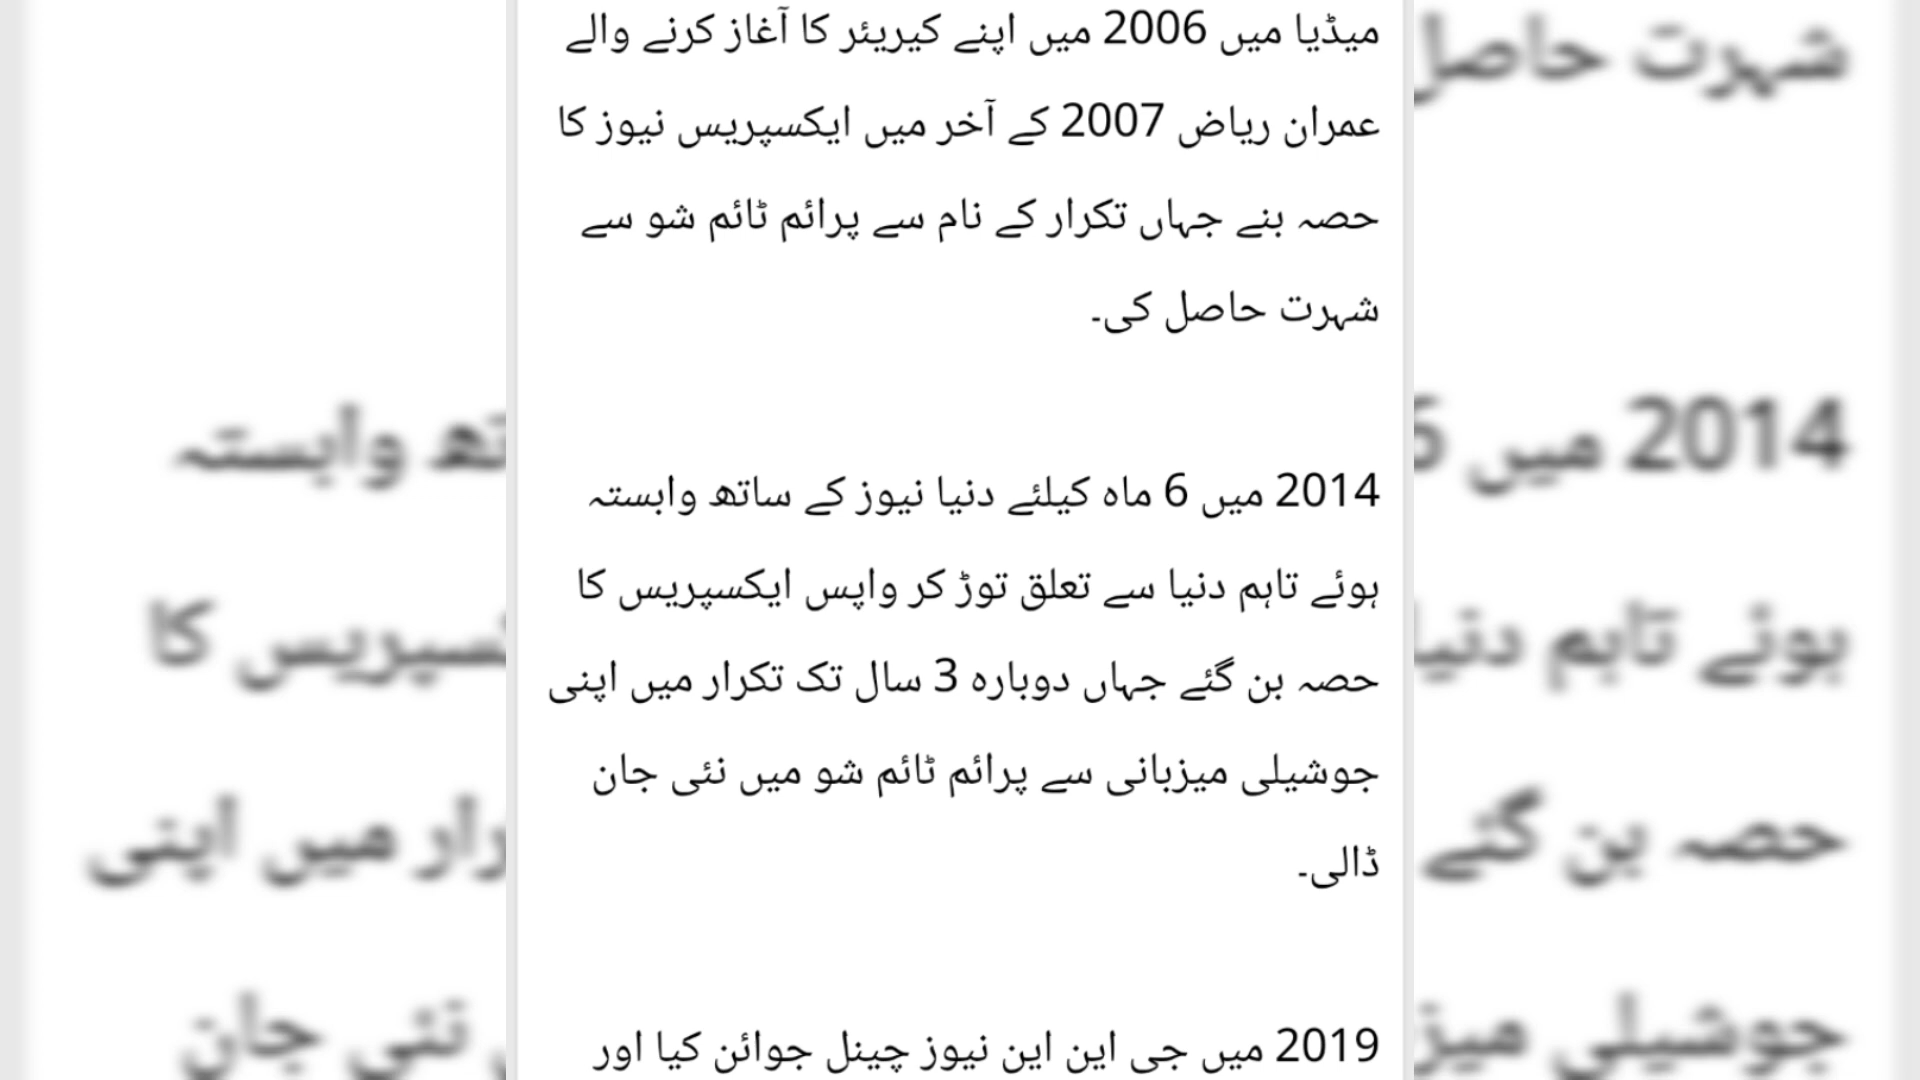 میڈیا میں 2006 میں اپنے کیریئر کا آغاز کرنے والے
عمران ریاض 2007 کے آخر میں ایکسپریس نیوز کا
حصہ بنے جہاں تکرار کے نام سے پرائم ٹائم شو سے
شہرت حاصل کی۔
2014 میں 6 ماہ کیلئے دنیا نیوز کے ساتھ وابستہ
ہوئے تاہم دنیا سے تعلق توڑ کر واپس ایکسپریس کا
حصہ بن گئے جہاں دوبارہ 3 سال تک تکرار میں اپنی
جوشیلی میزبانی سے پرائم ٹائم شو میں نئی جان
ڈالی۔
2019 میں جی این این نیوز چینل جوائن کیا اور